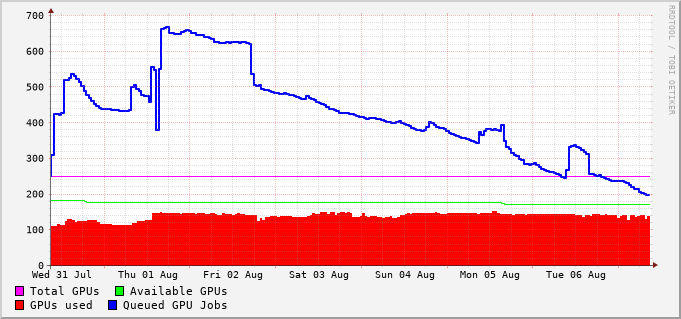 700
600
500
400
300
200
100
0
Wed 31 Jul Thu 01 Aug Fri 02 Aug Sat 03 Aug Sun 04 Aug Mon 05 Aug Tue 06 Aug
Total GPUs Available GPUs
GPUs used Queued GPU Jobs
RRDTOOL / TOBI OETIKER